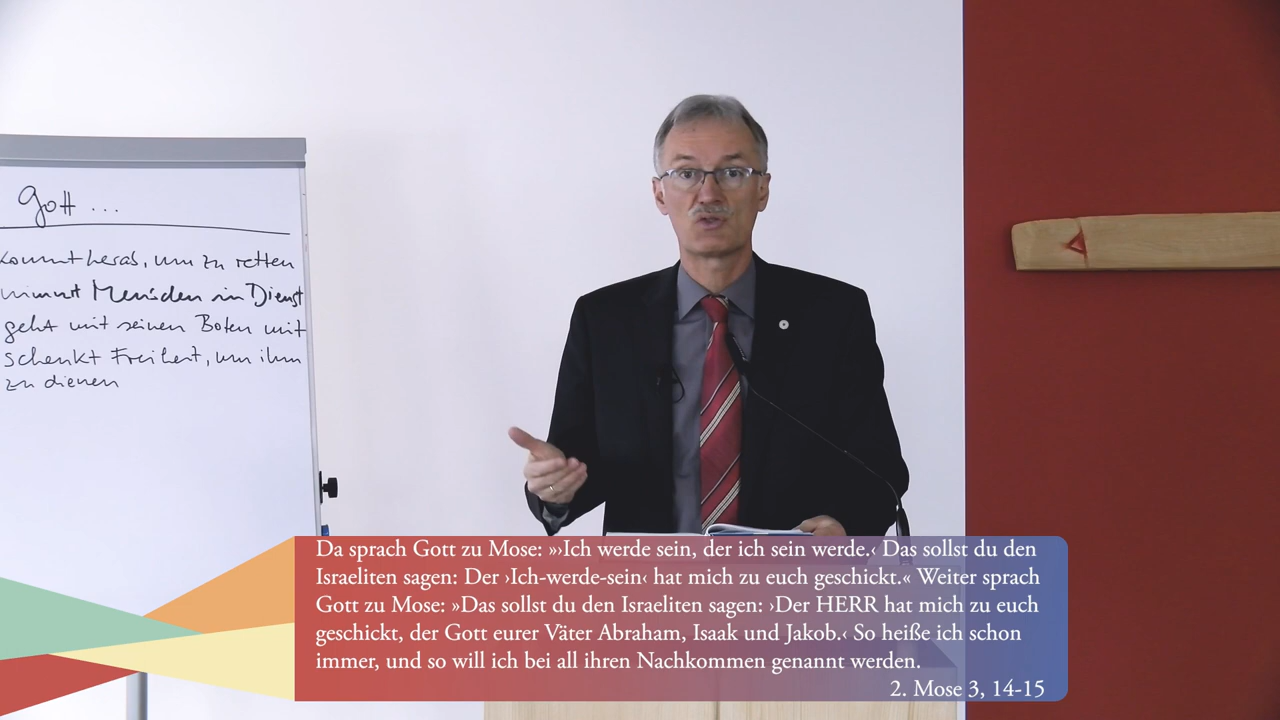 Gott ...
kommt herab, um zu retten
nimmt Menschen in Dienst
geht mit seinen Boten mit
schenkt Freiheit, um ihm
zu dienen
Da sprach Gott zu Mose: »›Ich werde sein, der ich sein werde.‹ Das sollst du den
Israeliten sagen: Der ›Ich-werde-sein‹ hat mich zu euch geschickt.« Weiter sprach
Gott zu Mose: »Das sollst du den Israeliten sagen: ›Der HERR hat mich zu euch
geschickt, der Gott eurer Väter Abraham, Isaak und Jakob.‹ So heiße ich schon
immer, und so will ich bei all ihren Nachkommen genannt werden.
2. Mose 3, 14-15